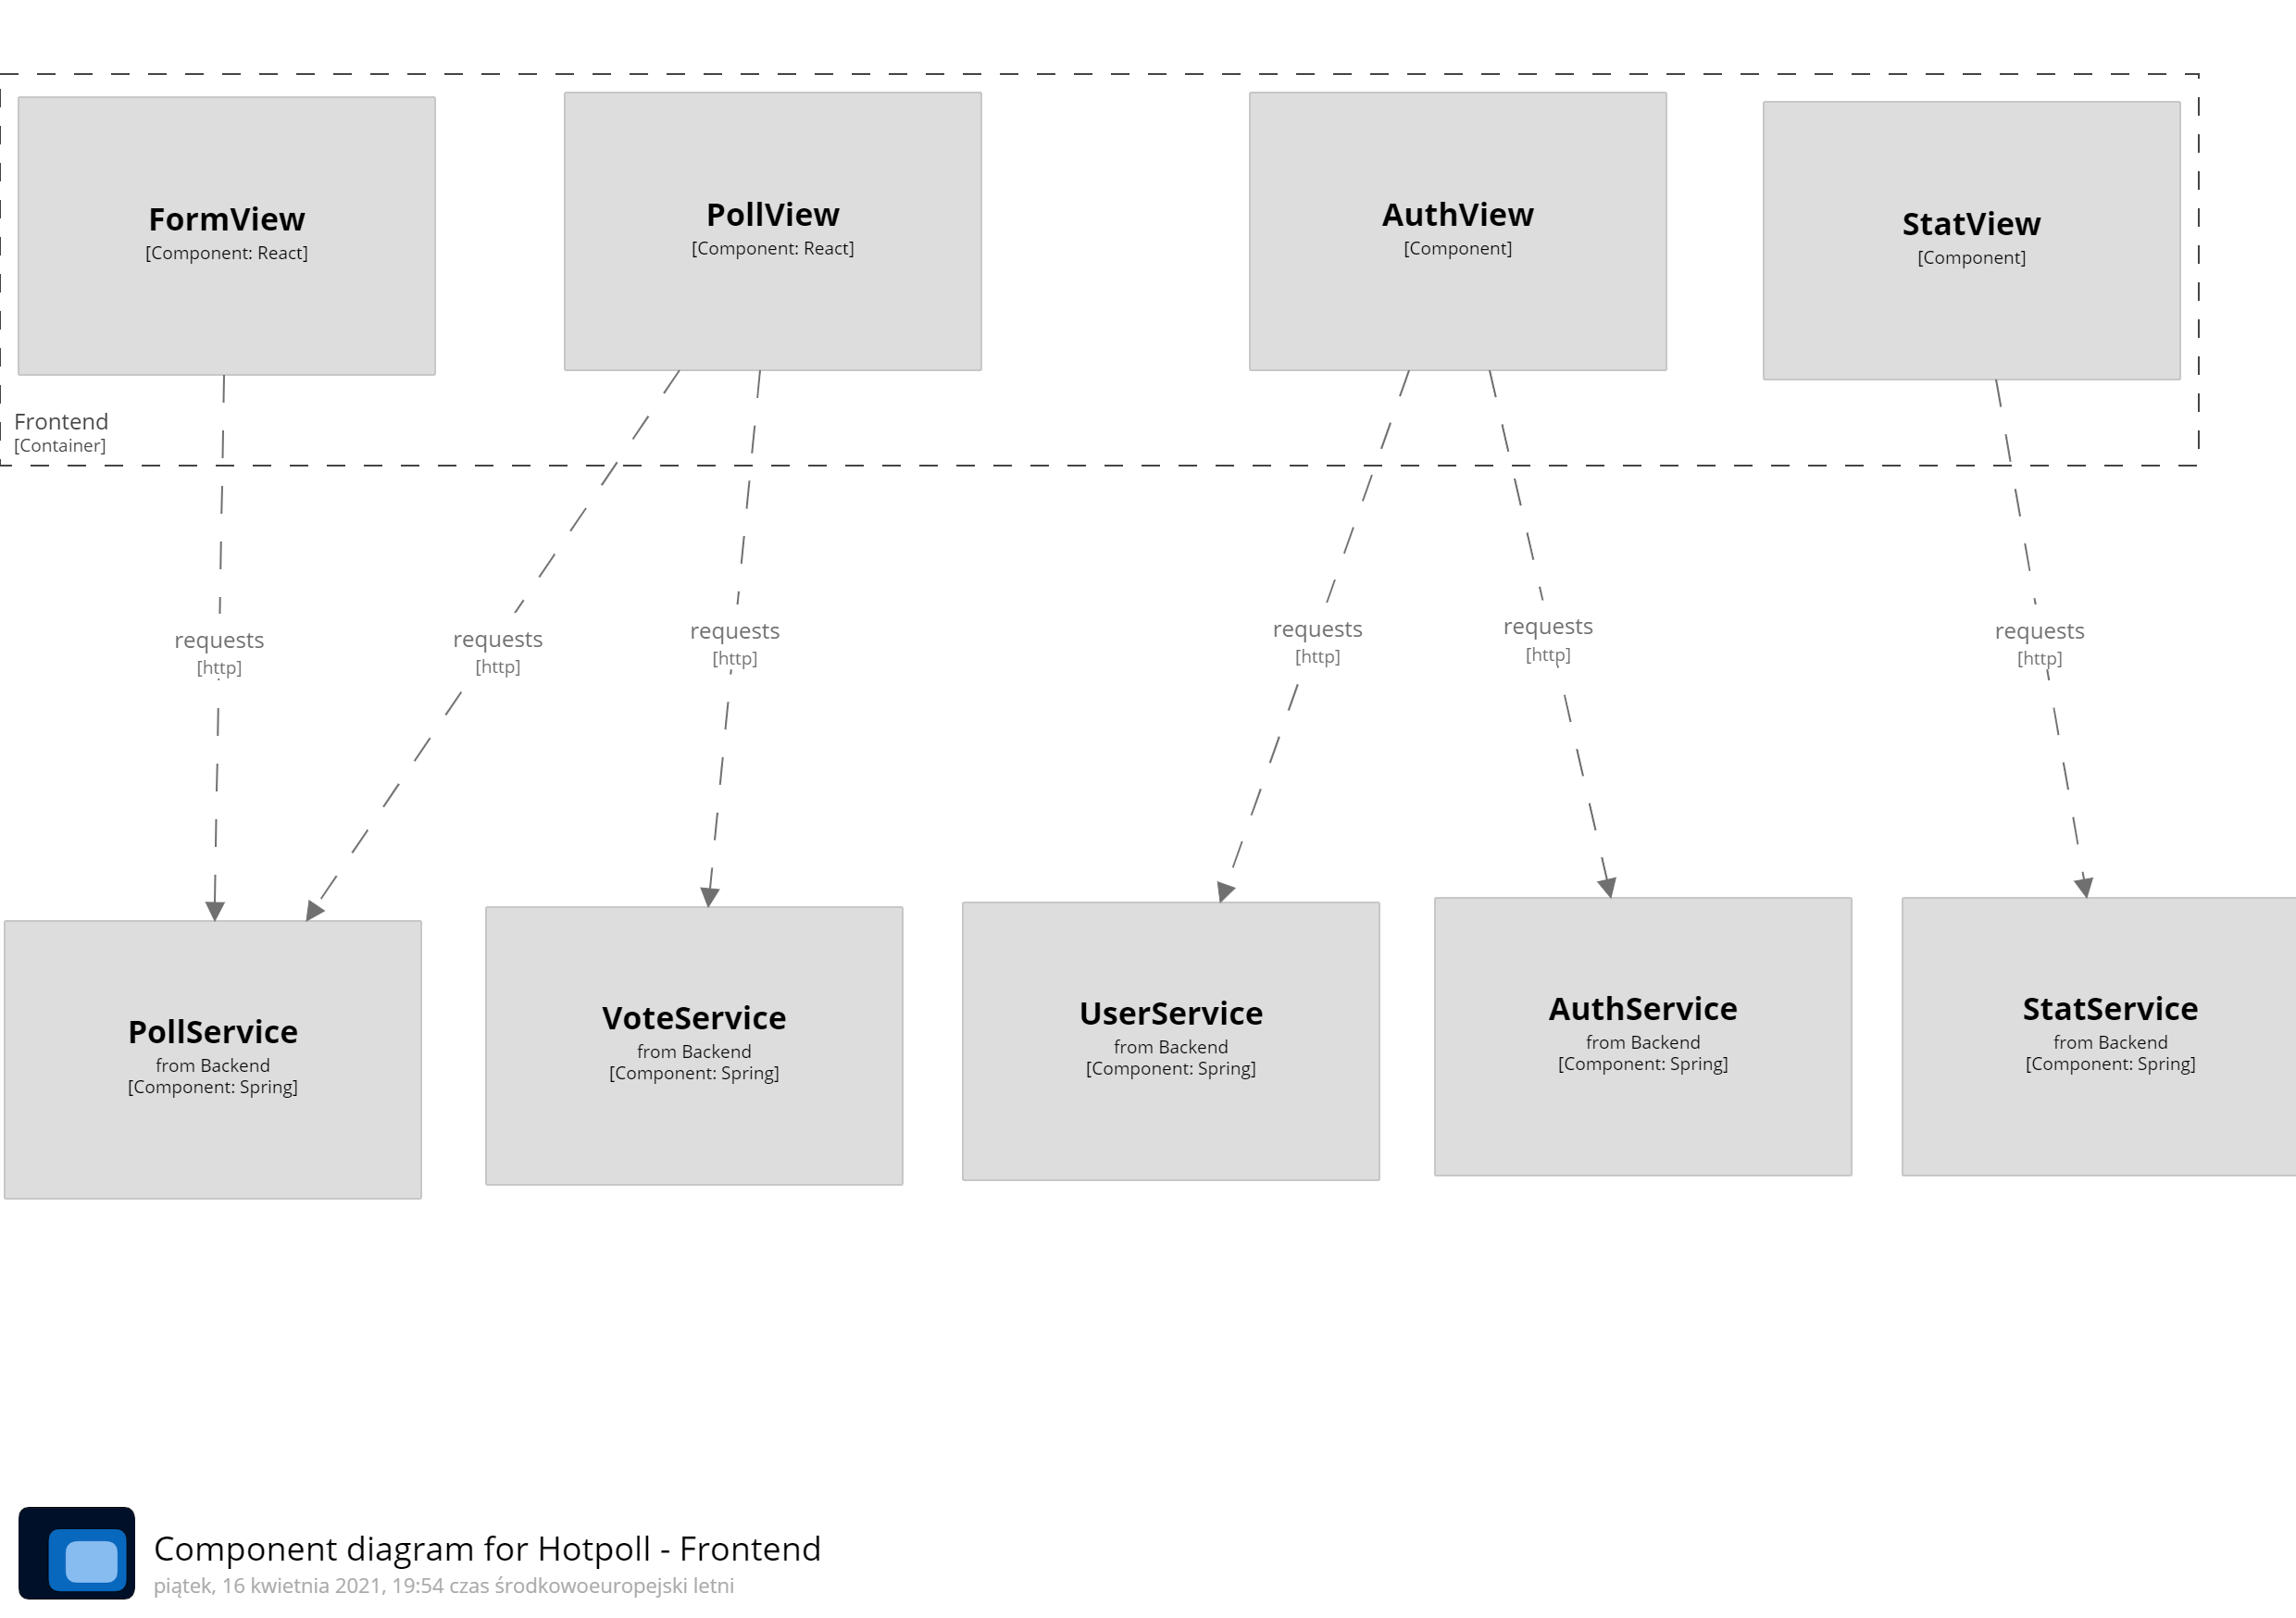 FormView
[Component: React]
PollView
[Component: React]
AuthView
[Component]
StatView
[Component]
Frontend
[Container]
requests
[http]
requests
[http]
requests
[http]
requests
[http]
requests
[http]
requests
[http]
PollService
from Backend
[Component: Spring]
VoteService
from Backend
[Component: Spring]
UserService
from Backend
[Component: Spring]
AuthService
from Backend
[Component: Spring]
StatService
from Backend
[Component: Spring]
Component diagram for Hotpoll - Frontend
piątek, 16 kwietnia 2021, 19:54 czas środkowoeuropejski letni